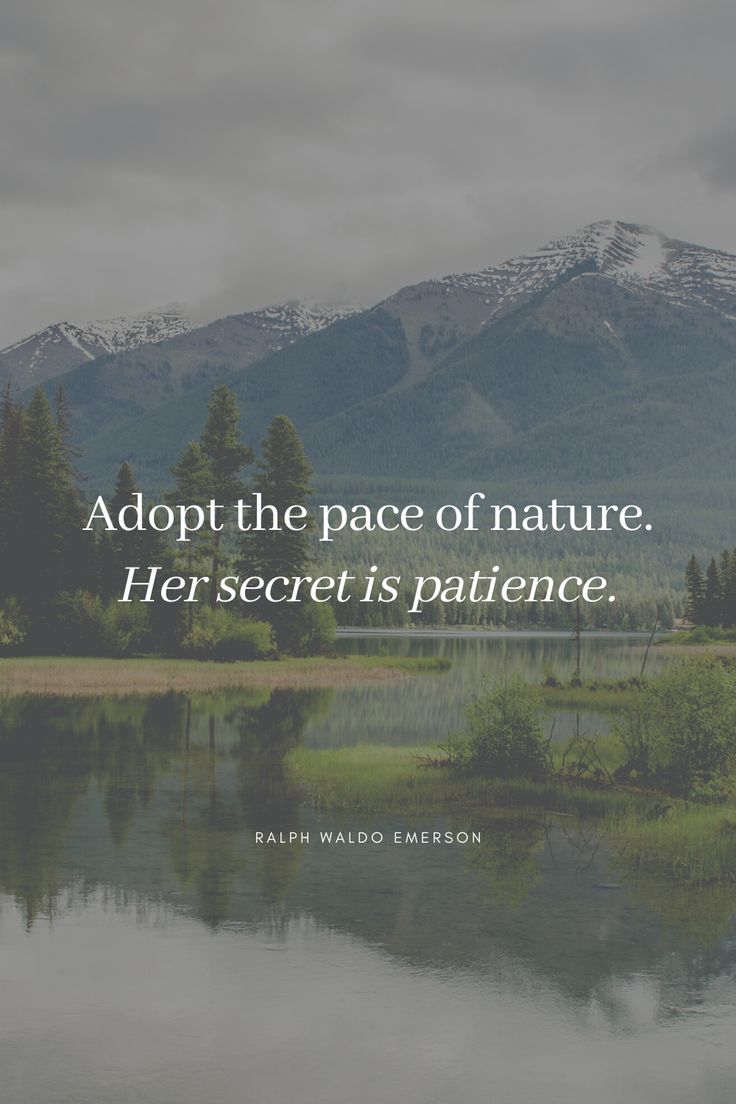 Adopt the pace of nature.
Her secret is patience.
RALPH WALDO EMERSON